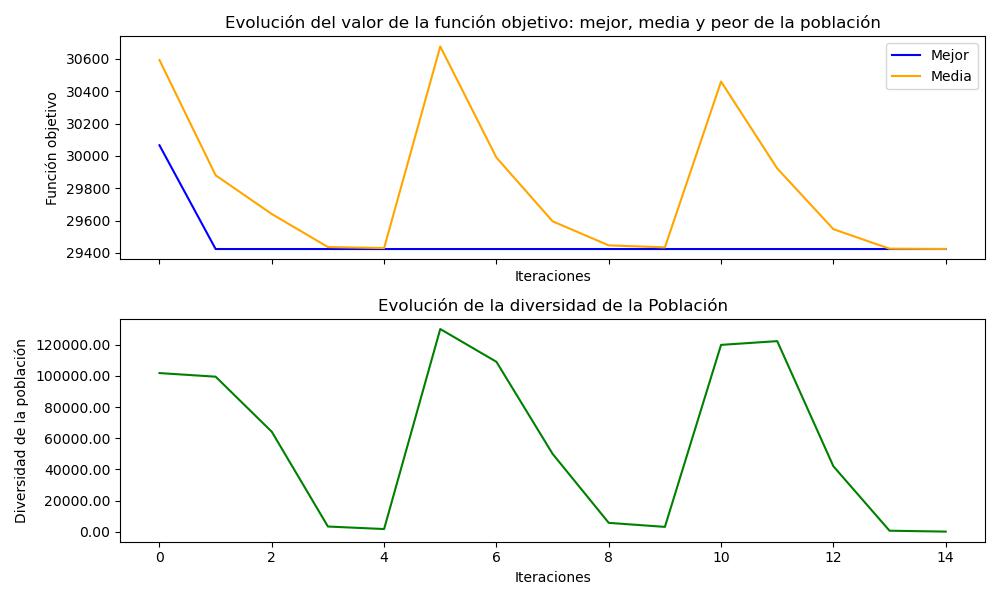 Evolución del valor de la función objetivo: mejor, media y peor de la población
Función objetivo
30600
30400
30200
30000
29800
29600
29400
Mejor
Media
Iteraciones
Evolución de la diversidad de la Población
Diversidad de la población
120000.00
100000.00
80000.00
60000.00
40000.00
20000.00
0.00
0 2 4 6 8 10 12 14
Iteraciones